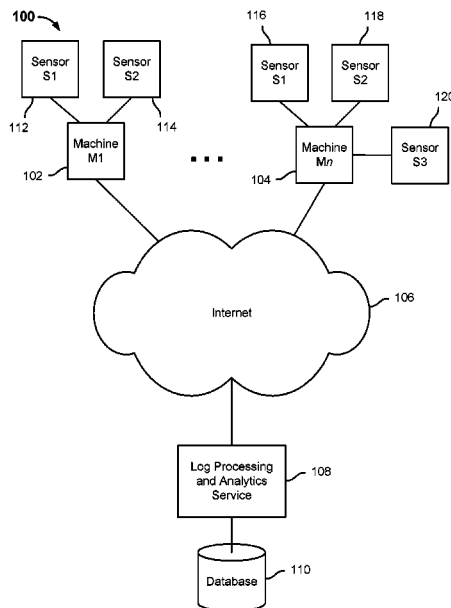 100
116
118
Sensor
S1
Sensor
S2
Sensor
S1
Sensor
S2
120
112
114
Machine
M1
Machine
Mn
Sensor
S3
102
...
104
Internet
106
Log Processing
and Analytics
Service
108
Database
110